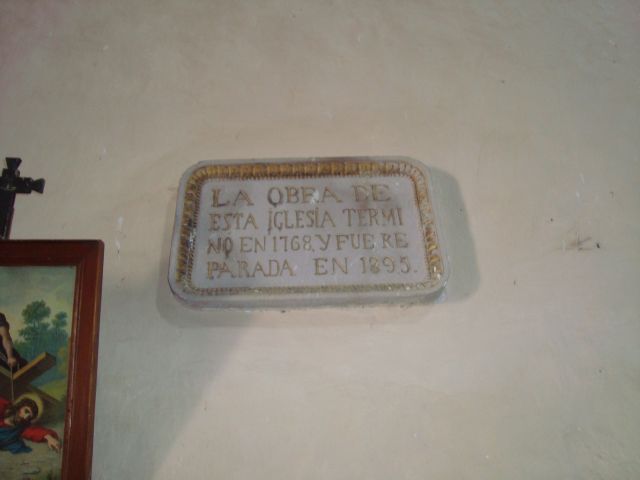 LA OBRA DE
ESTA IGLESIA TERMI
NO EN 1768, Y FUE RE
PARADA EN 1895.